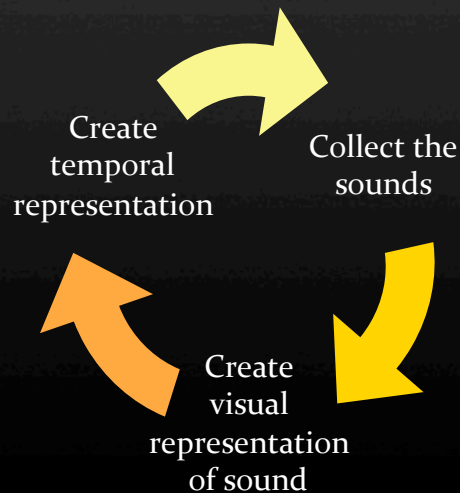 Create
temporal
representation
Collect the
sounds
Create
visual
representation
of sound